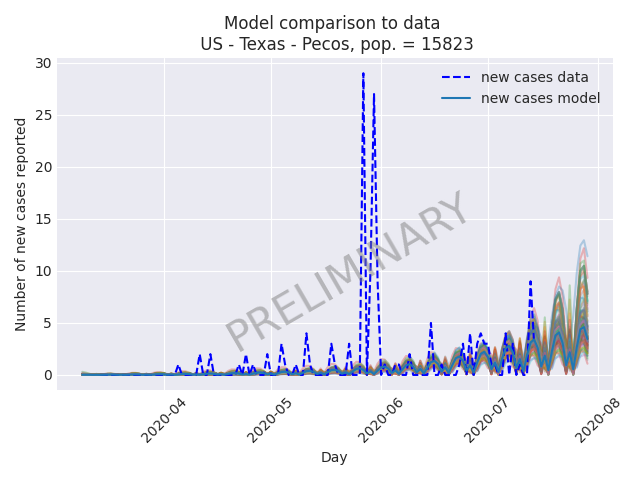 Model comparison to data
US - Texas - Pecos, pop. = 15823
30
25
20
15
10
5
0
Number of new cases reported
new cases data
new cases model
PRELIMINARY
2020-04
2020-05
2020-06
2020-07
2020-08
Day